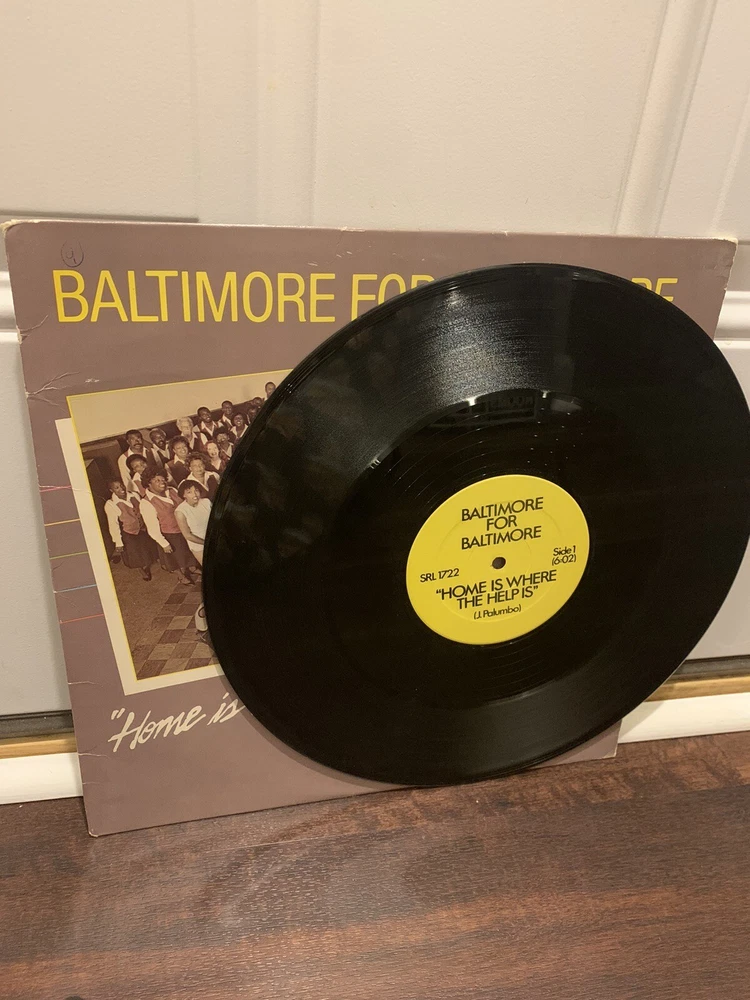 BALTIMORE FOR
"Home is
BALTIMORE
FOR
BALTIMORE
Side 1
(6:02)
SRL 1722
"HOME IS WHERE
THE HELP IS"
(J. Palumbo)